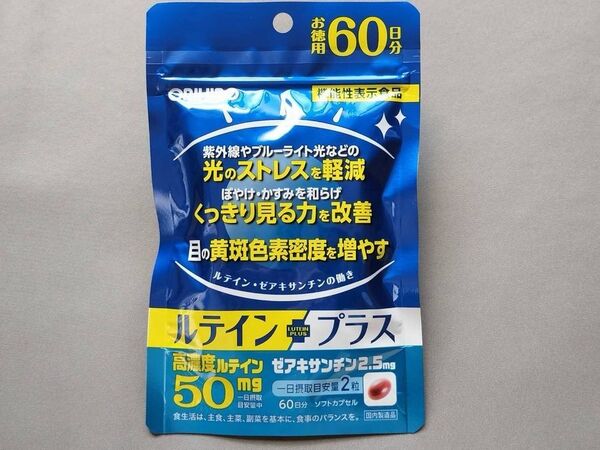 お徳用60日分
ORIHIRO
機能性表示食品
紫外線やブルーライト光などの
光のストレスを軽減
ぼやけ・かすみを和らげ
くっきり見る力を改善
目の黄斑色素密度を増やす
ルテイン・ゼアキサンチンの働き
ルテイン プラス
LUTEIN PLUS
高濃度ルテイン ゼアキサンチン2.5mg
50mg
一日摂取目安量中
一日摂取目安量2粒
60日分 ソフトカプセル
国内製造品
食生活は、主食、主菜、副菜を基本に、食事のバランスを。